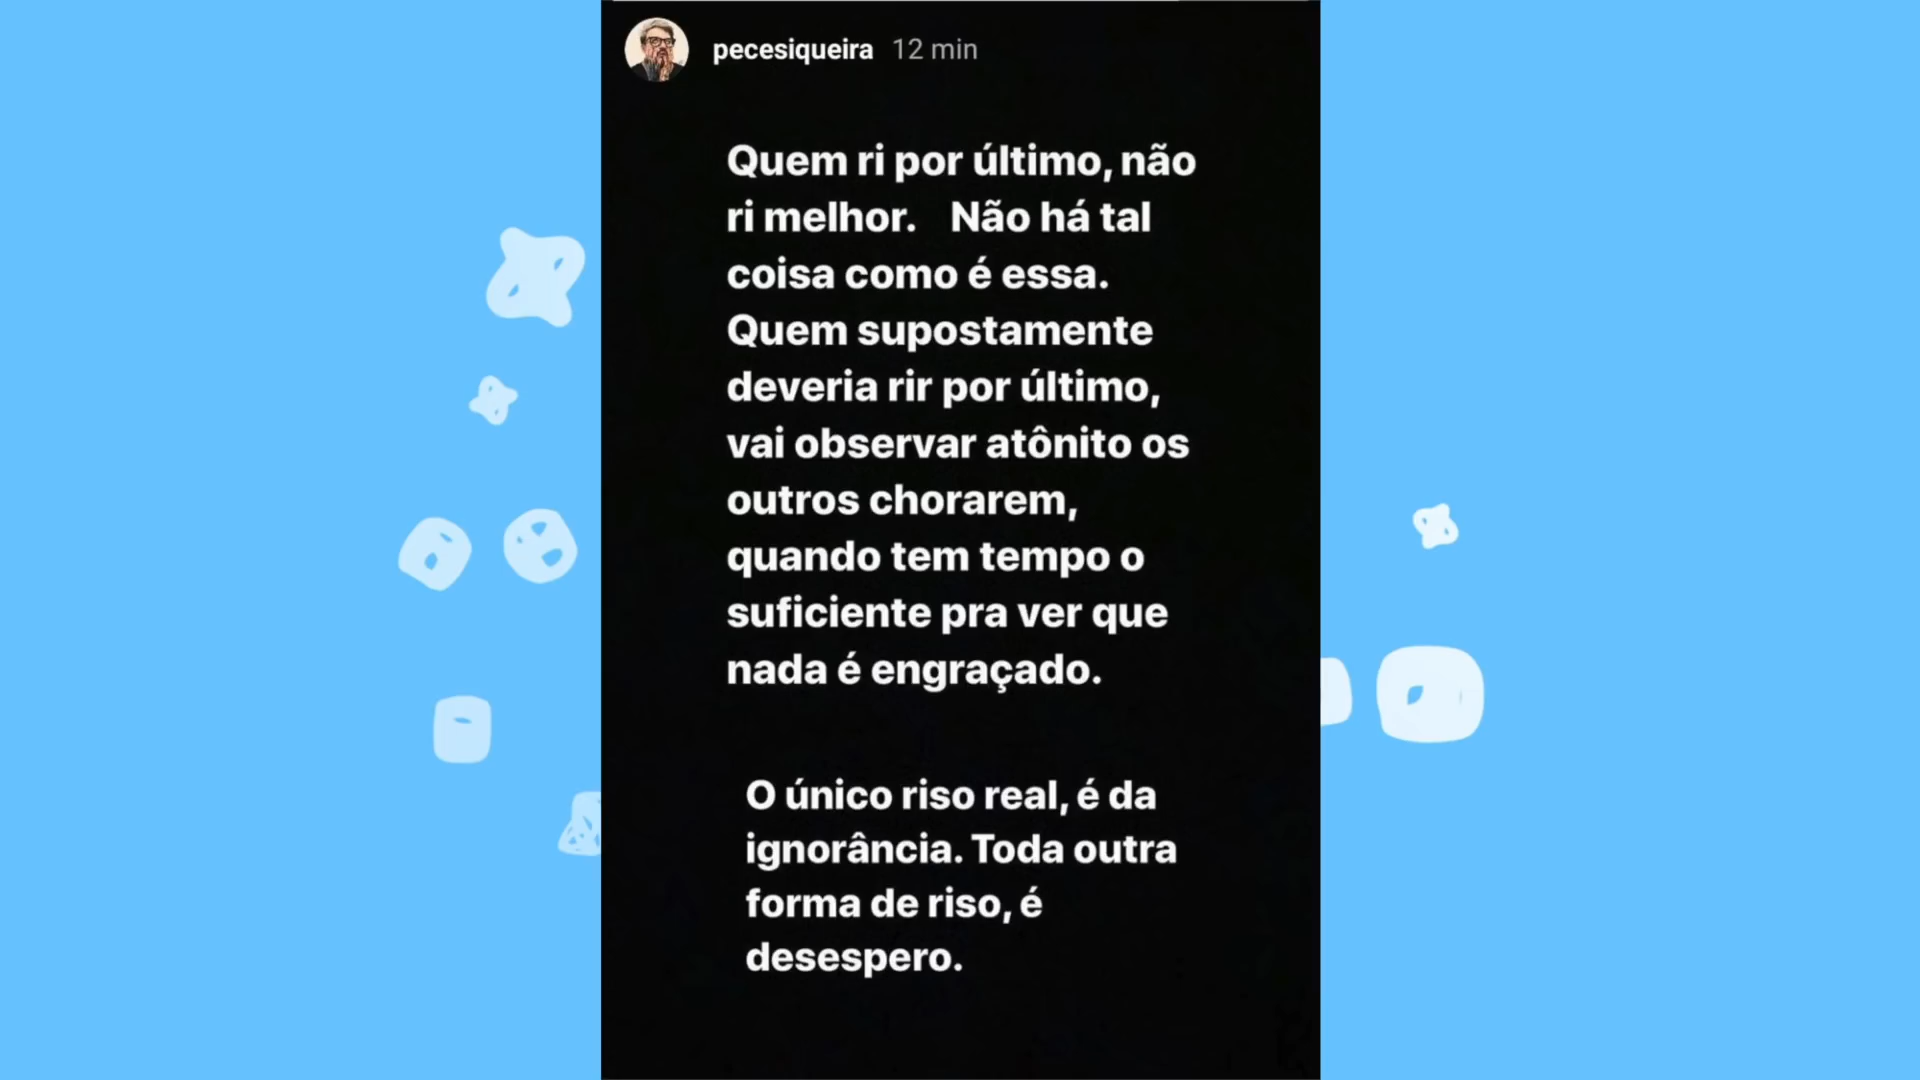 pecesiqueira 12 min
Quem ri por último, não
ri melhor. Não há tal
coisa como é essa.
Quem supostamente
deveria rir por último,
vai observar atônito os
outros chorarem,
quando tem tempo o
suficiente pra ver que
nada é engraçado.
O único riso real, é da
ignorância. Toda outra
forma de riso, é
desespero.